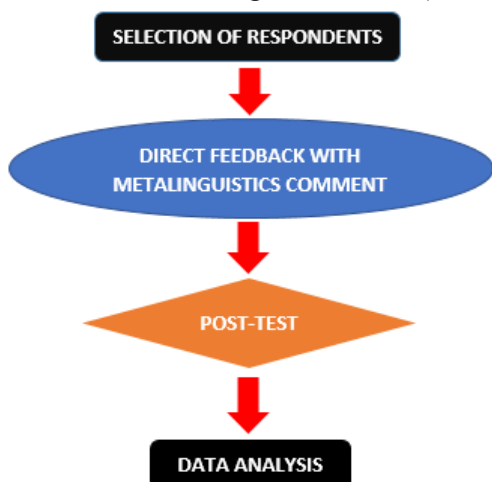 SELECTION OF RESPONDENTS
DIRECT FEEDBACK WITH
METALINGUISTICS COMMENT
POST-TEST
DATA ANALYSIS